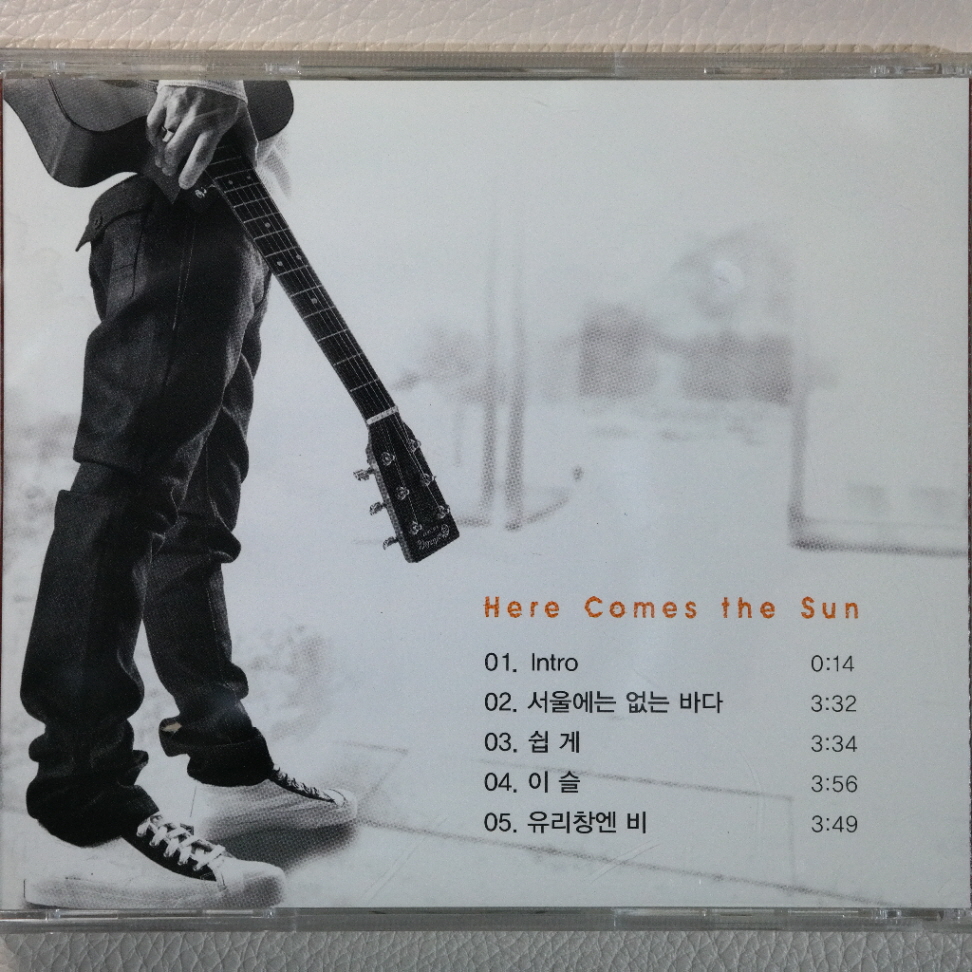 Here Comes the Sun
01. Intro 0:14
02. 서울에는 없는 바다 3:32
03. 쉽 게 3:34
04. 이 슬 3:56
05. 유리창엔 비 3:49